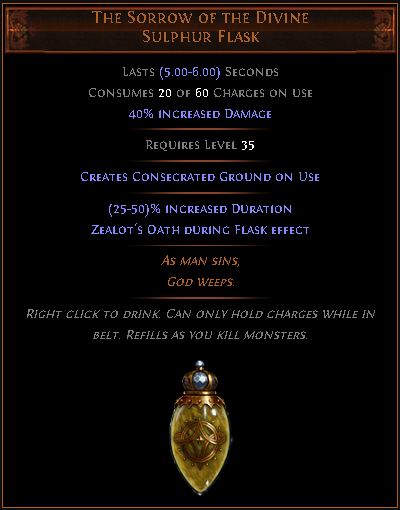 The Sorrow of the Divine
Sulphur Flask
Lasts (5.00-6.00) Seconds
Consumes 20 of 60 Charges on use
40% increased Damage
Requires Level 35
Creates Consecrated Ground on Use
(25-50)% increased Duration
Zealot's Oath during Flask effect
As man sins,
God weeps.
Right click to drink. Can only hold charges while in
belt. Refills as you kill monsters.